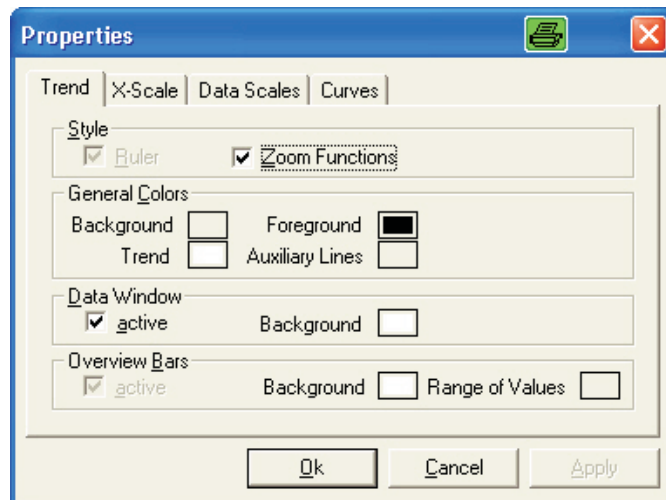 Properties
Trend X-Scale Data Scales Curves
Style
Ruler Zoom Functions
General Colors
Background Foreground
Trend Auxiliary Lines
Data Window
active Background
Overview Bars
active Background Range of Values
Ok Cancel Apply